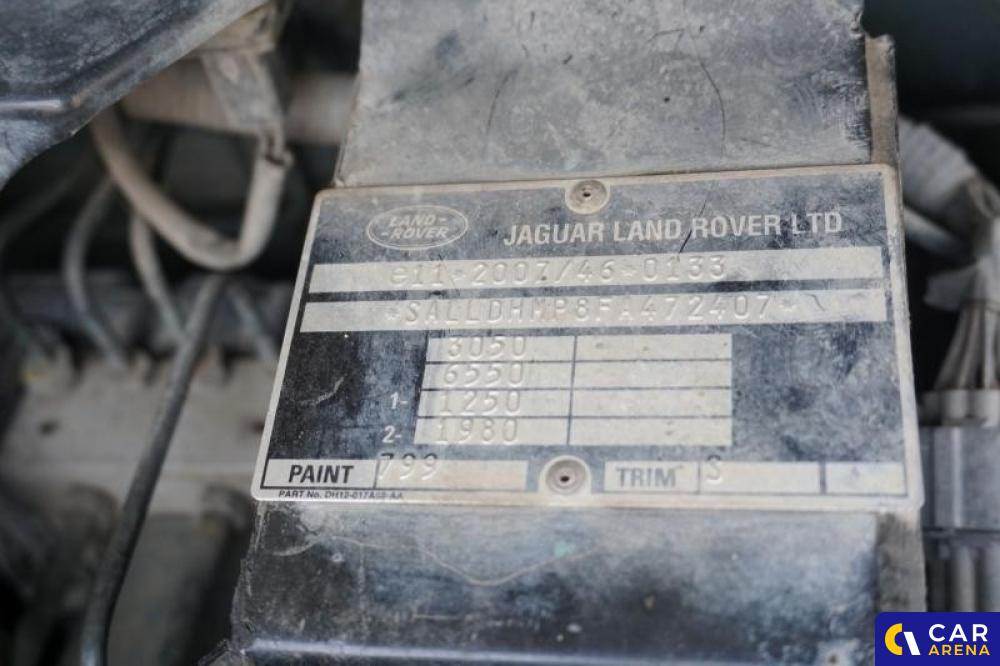 LAND-
-ROVER
JAGUAR LAND ROVER LTD
e11*2007/46*0133
*SALLDHMP8FA472407*
3050
6550
1- 1250
2- 1980
PAINT 799 TRIM S
PART No. DH12-017A58-AA
CAR
ARENA